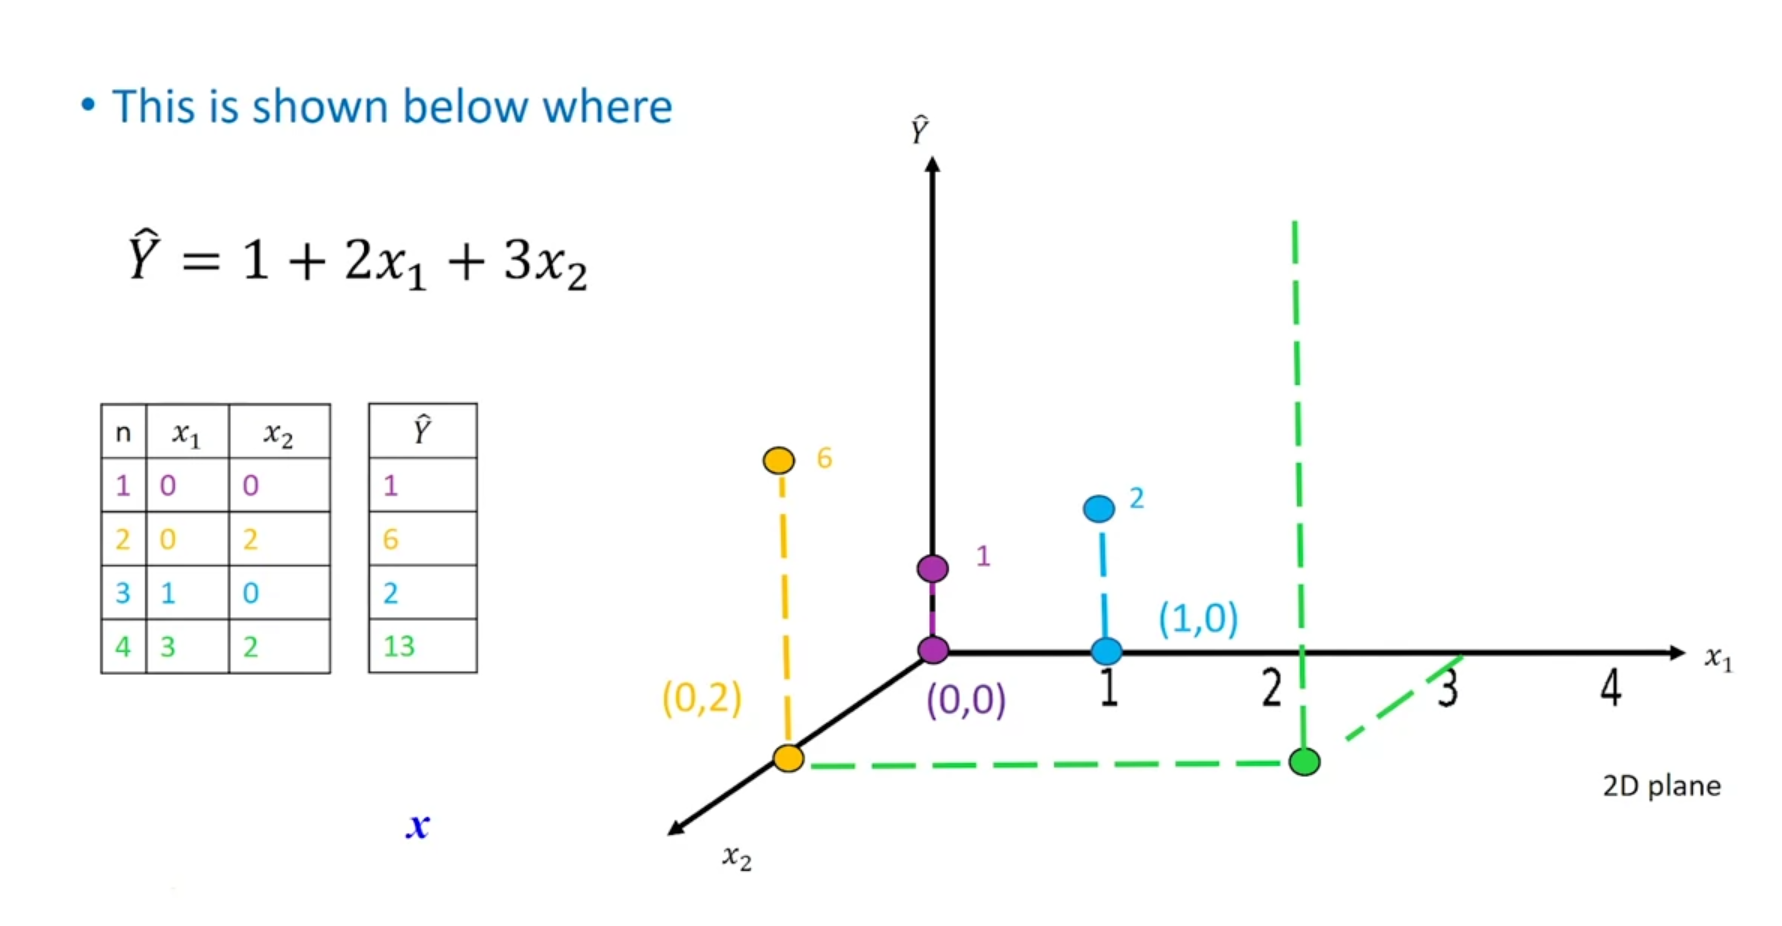 • This is shown below where
Ŷ = 1 + 2x₁ + 3x₂
n x₁ x₂ Ŷ
1 0 0 1
2 0 2 6
3 1 0 2
4 3 2 13
x
Ŷ
6
2
1
(1,0)
x₁
(0,2)
(0,0)
1 2 3 4
2D plane
x₂